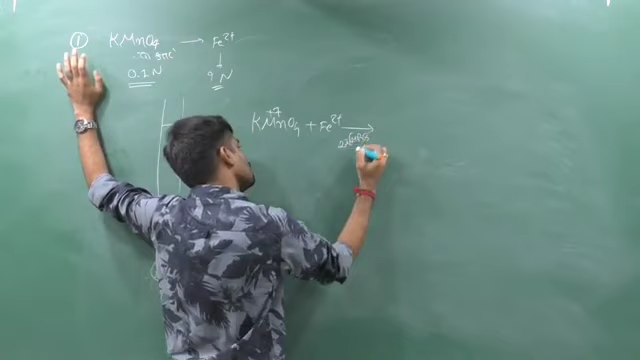 ① KMnO₄ → Fe²⁺
0.1 N ? N
+7
KMnO₄ + Fe²⁺ →